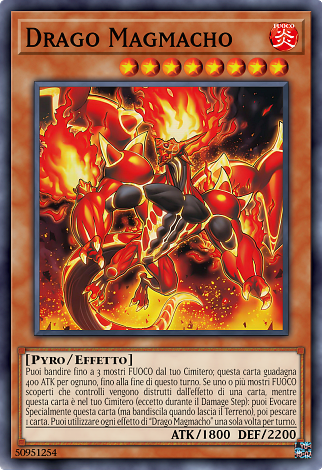 Drago Magmacho
FUOCO
炎
[Pyro/Effetto]
Puoi bandire fino a 3 mostri FUOCO dal tuo Cimitero; questa carta guadagna
400 ATK per ognuno, fino alla fine di questo turno. Se uno o più mostri FUOCO
scoperti che controlli vengono distrutti dall'effetto di una carta, mentre
questa carta è nel tuo Cimitero (eccetto durante il Damage Step): puoi Evocare
Specialmente questa carta (ma bandiscila quando lascia il Terreno), poi pescare
1 carta. Puoi utilizzare ogni effetto di "Drago Magmacho" una sola volta per turno.
ATK/1800 DEF/2200
50951254